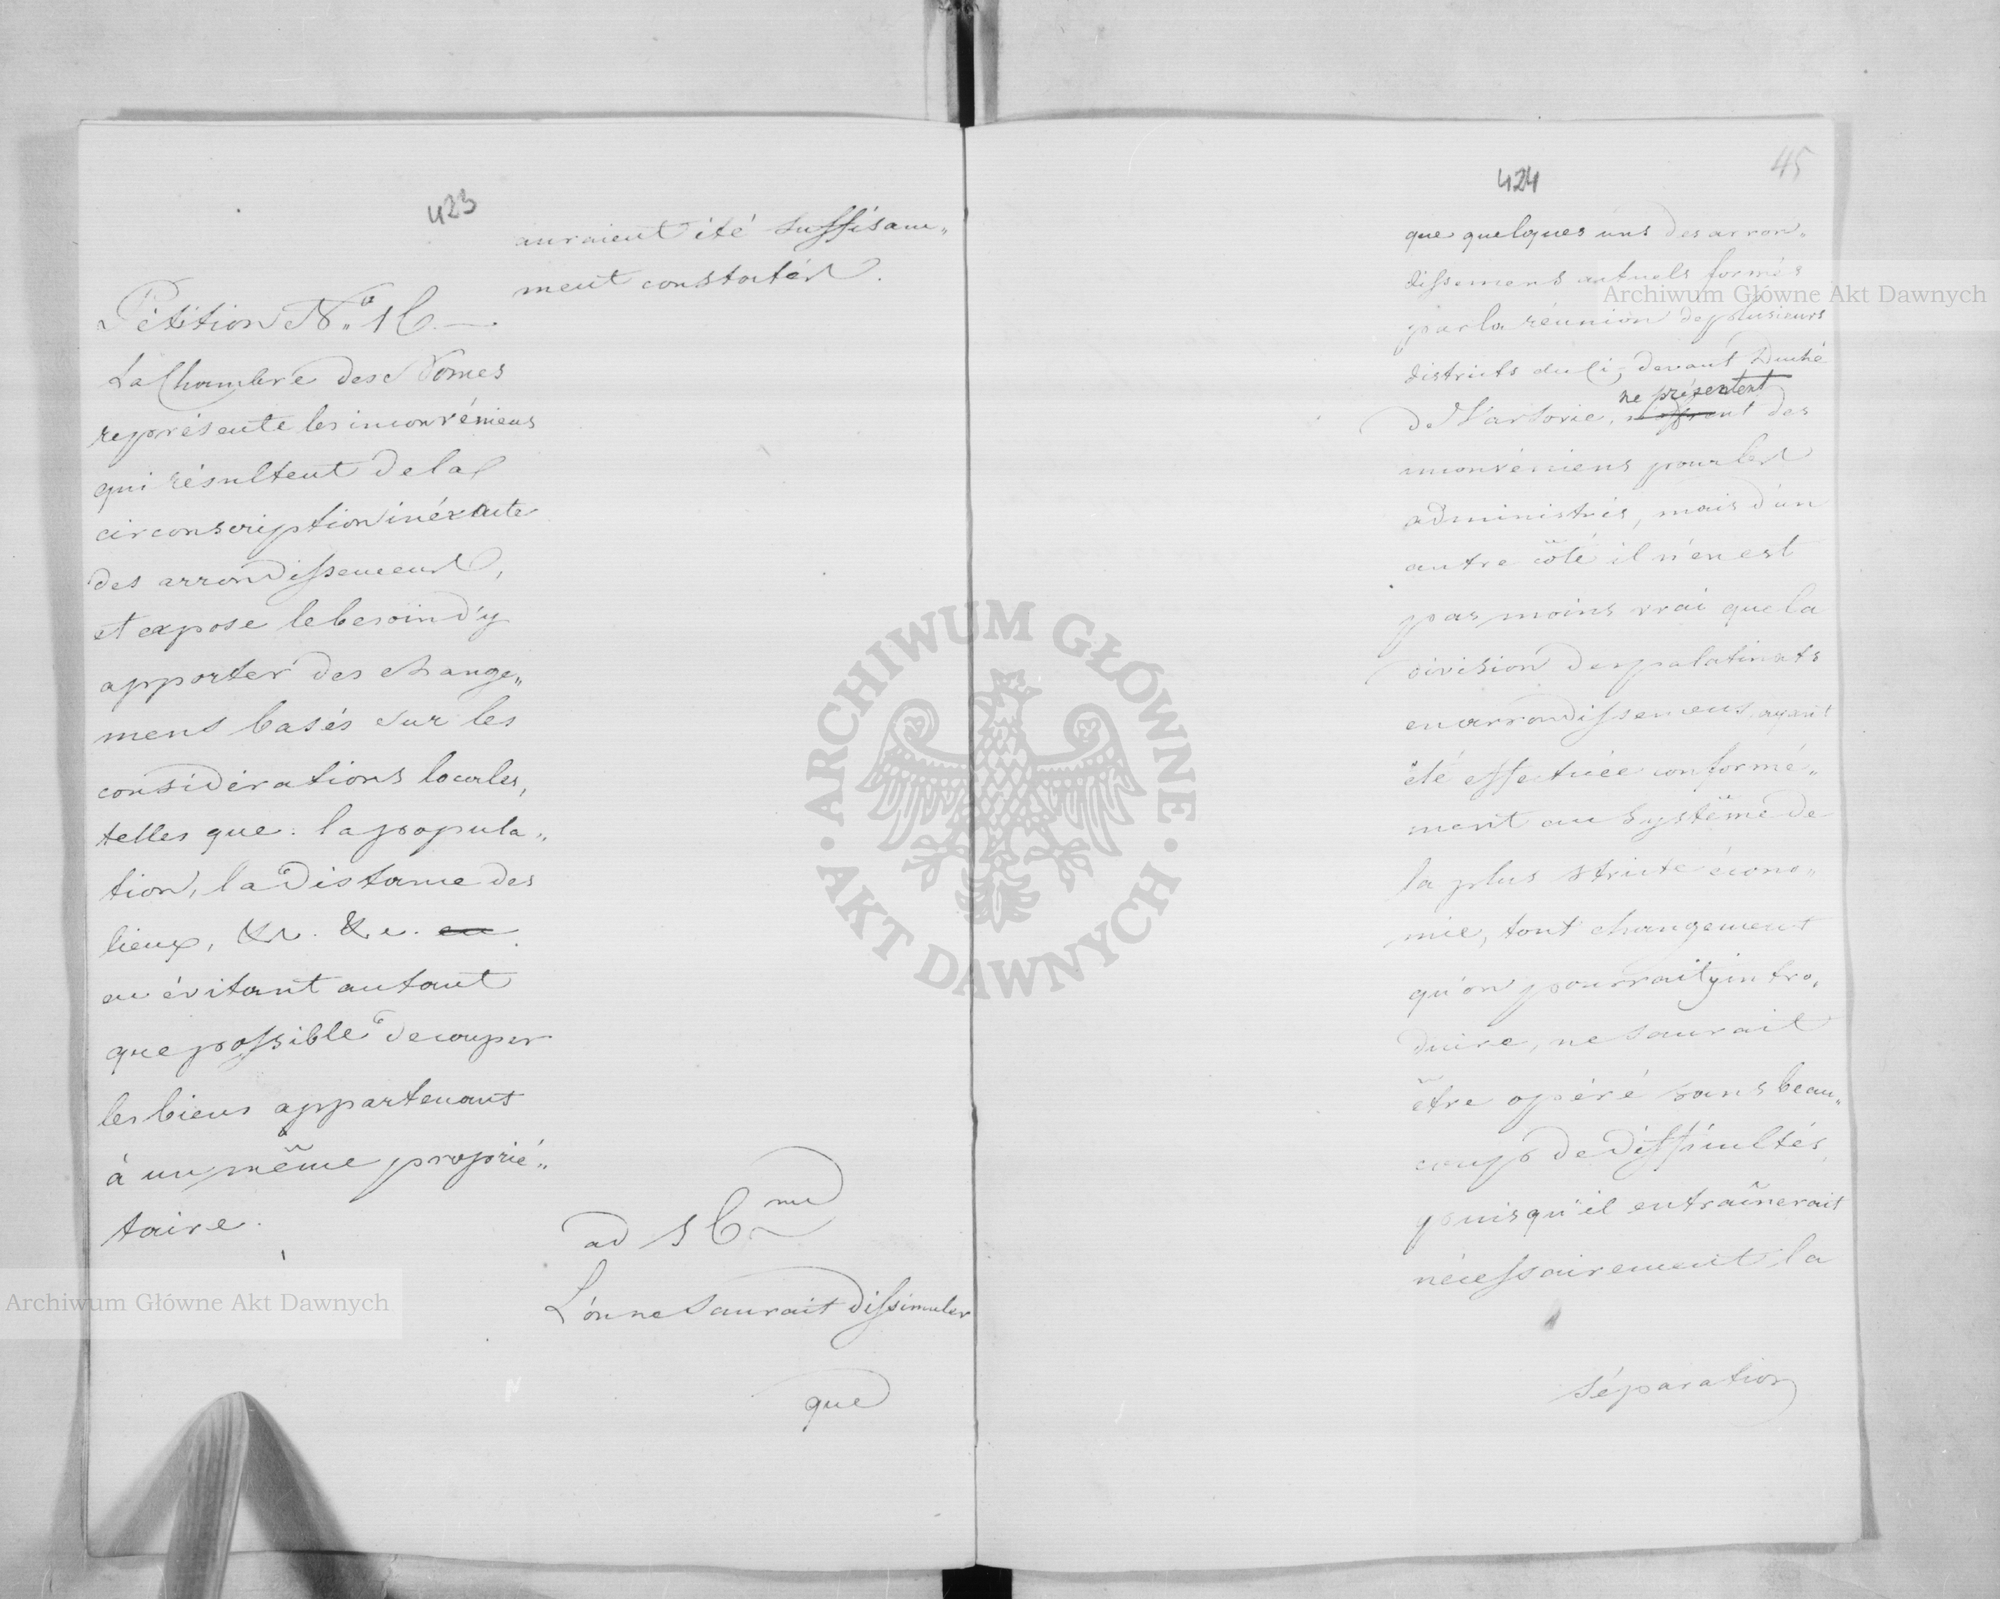 423
auraient été suffisam„
ment constatés.
Pétition No. 16.
La Chambre des Nonces
représente les inconvéniens
qui résultent de la
circonscription inéxacte
des arrondissemens,
et expose le besoin d'y
apporter des change„
mens basés sur les
considérations locales,
telles que: la popula„
tion, la distance des
lieux, &c. &c. en
en évitant autant
que possible de couper
les biens appartenans
à un même proprié„
taire.
ad 16me
L'on ne saurait dissimuler
que
424
45
que quelques uns des arron„
dissemens actuels formés
par la réunion de plusieurs
districts du ci-devant Duché
ne présentent
de Varsovie, n'offrent des
inconvéniens pour les
administrés, mais d'un
autre côté il n'en est
pas moins vrai que la
division des palatinats
en arrondissemens ayant
été effectuée conformé„
ment au système de
la plus stricte écono„
mie, tout changement
qu'on pourrait y intro„
duire, ne saurait
être opéré sans beau„
coup de difficultés,
puisqu'il entraînerait
nécessairement la
séparation
Archiwum Główne Akt Dawnych
Archiwum Główne Akt Dawnych
ARCHIWUM GŁÓWNE
AKT DAWNYCH